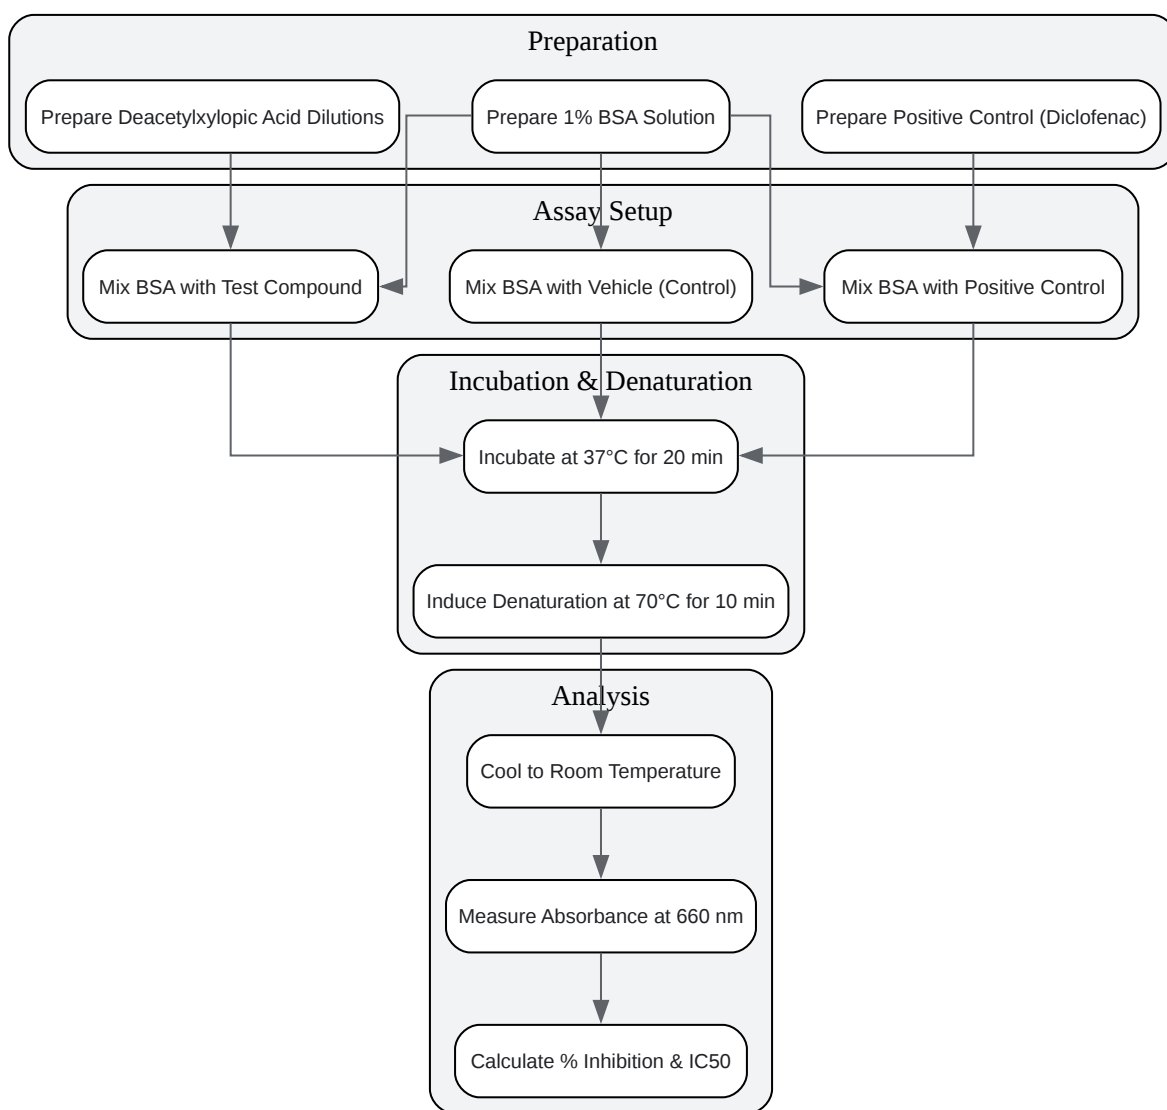 Preparation
Prepare Deacetylxylopic Acid Dilutions
Prepare 1% BSA Solution
Prepare Positive Control (Diclofenac)
Assay Setup
Mix BSA with Test Compound
Mix BSA with Vehicle (Control)
Mix BSA with Positive Control
Incubation & Denaturation
Incubate at 37°C for 20 min
Induce Denaturation at 70°C for 10 min
Analysis
Cool to Room Temperature
Measure Absorbance at 660 nm
Calculate % Inhibition & IC50